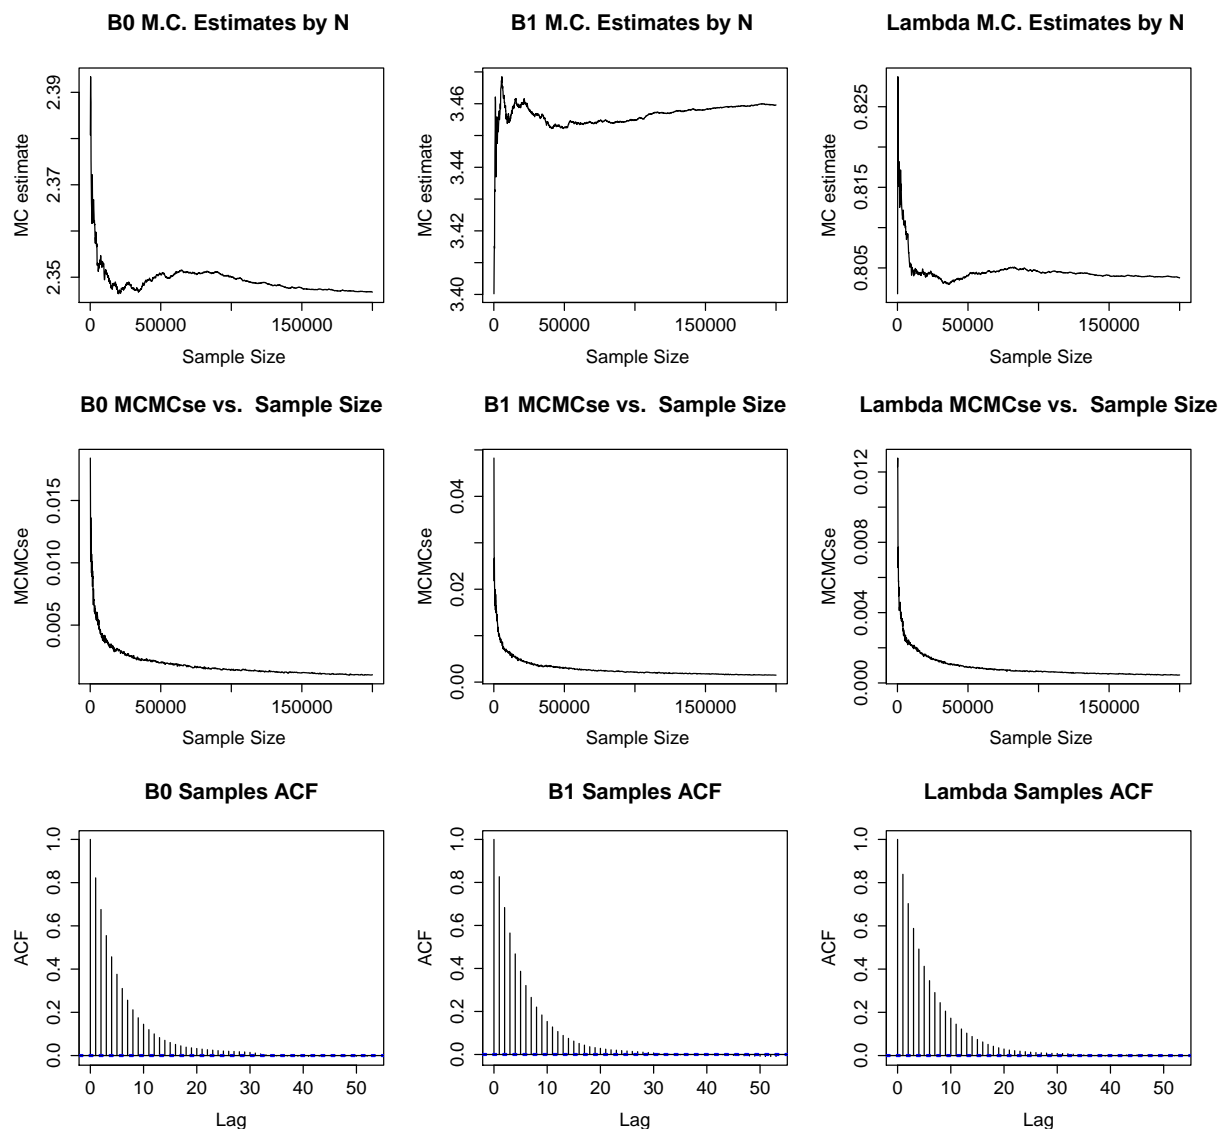 B0 M.C. Estimates by N
MC estimate
2.35 2.37 2.39
0 50000 150000
Sample Size
B1 M.C. Estimates by N
MC estimate
3.40 3.42 3.44 3.46
0 50000 150000
Sample Size
Lambda M.C. Estimates by N
MC estimate
0.805 0.815 0.825
0 50000 150000
Sample Size
B0 MCMCse vs. Sample Size
MCMCse
0.005 0.010 0.015
0 50000 150000
Sample Size
B1 MCMCse vs. Sample Size
MCMCse
0.00 0.02 0.04
0 50000 150000
Sample Size
Lambda MCMCse vs. Sample Size
MCMCse
0.000 0.004 0.008 0.012
0 50000 150000
Sample Size
B0 Samples ACF
ACF
0.0 0.2 0.4 0.6 0.8 1.0
0 10 20 30 40 50
Lag
B1 Samples ACF
ACF
0.0 0.2 0.4 0.6 0.8 1.0
0 10 20 30 40 50
Lag
Lambda Samples ACF
ACF
0.0 0.2 0.4 0.6 0.8 1.0
0 10 20 30 40 50
Lag